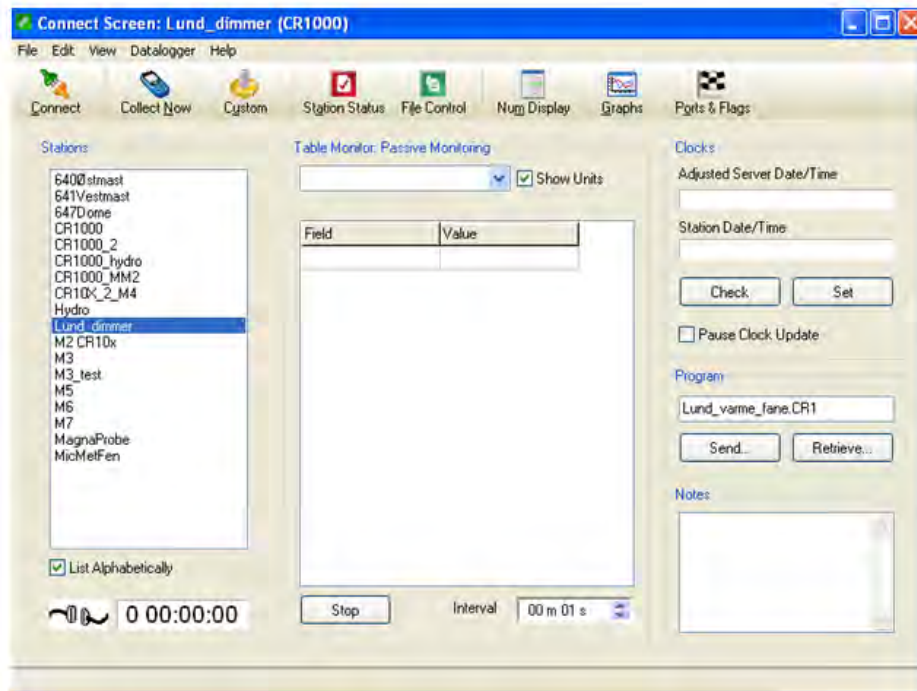 Connect Screen: Lund_dimmer (CR1000)
File Edit View Datalogger Help
Connect Collect Now Custom Station Status File Control Num Display Graphs Ports & Flags
Stations
640Østmast
641Vestmast
647Dome
CR1000
CR1000_2
CR1000_hydro
CR1000_MM2
CR10X_2_M4
Hydro
Lund_dimmer
M2 CR10x
M3
M3_test
M5
M6
M7
MagnaProbe
MicMetFen
List Alphabetically
0 00:00:00
Table Monitor: Passive Monitoring
Show Units
Field Value
Stop Interval 00 m 01 s
Clocks
Adjusted Server Date/Time
Station Date/Time
Check Set
Pause Clock Update
Program
Lund_varme_fane.CR1
Send... Retrieve...
Notes